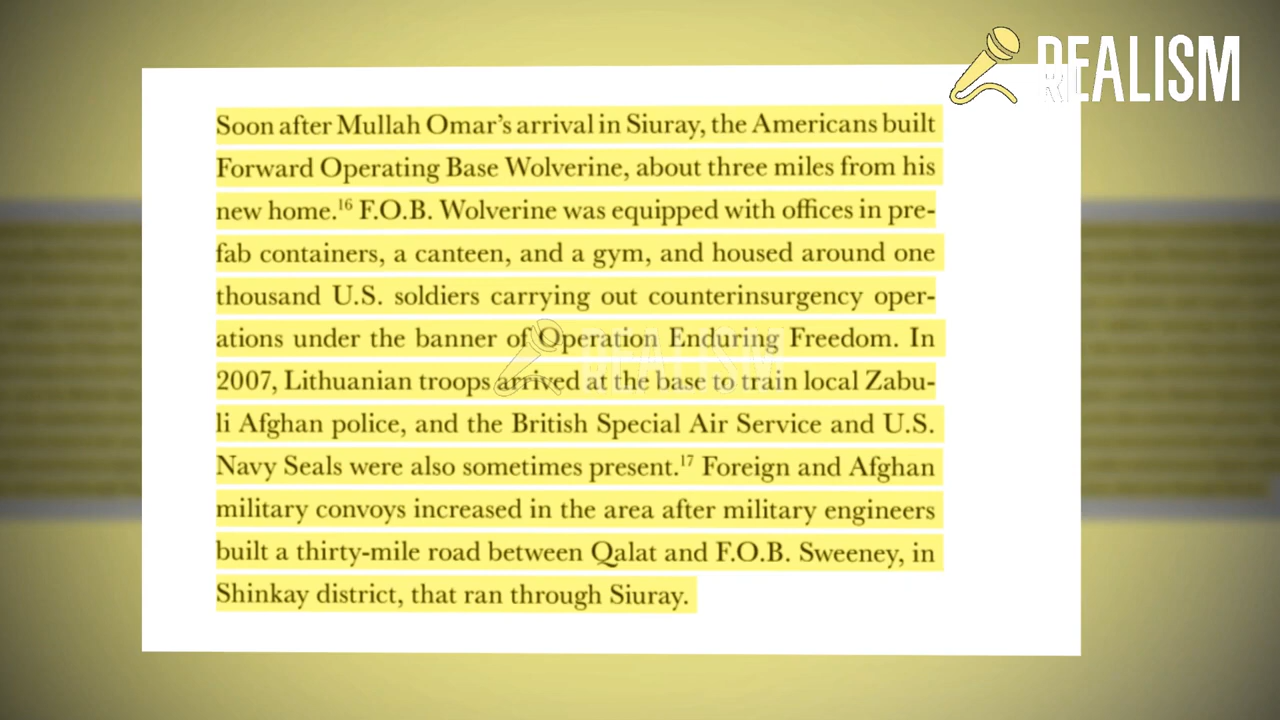 REALISM
Soon after Mullah Omar’s arrival in Siuray, the Americans built
Forward Operating Base Wolverine, about three miles from his
new home.¹⁶ F.O.B. Wolverine was equipped with offices in pre-
fab containers, a canteen, and a gym, and housed around one
thousand U.S. soldiers carrying out counterinsurgency oper-
ations under the banner of Operation Enduring Freedom. In
2007, Lithuanian troops arrived at the base to train local Zabu-
li Afghan police, and the British Special Air Service and U.S.
Navy Seals were also sometimes present.¹⁷ Foreign and Afghan
military convoys increased in the area after military engineers
built a thirty-mile road between Qalat and F.O.B. Sweeney, in
Shinkay district, that ran through Siuray.
REALISM